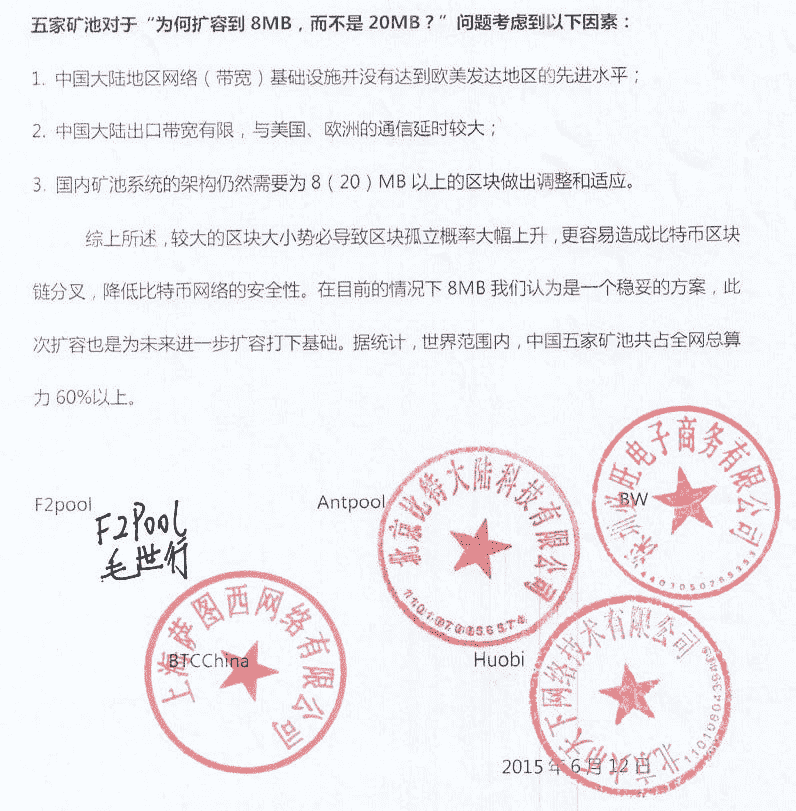 五家矿池对于“为何扩容到 8MB，而不是 20MB？”问题考虑到以下因素：
1. 中国大陆地区网络（带宽）基础设施并没有达到欧美发达地区的先进水平；
2. 中国大陆出口带宽有限，与美国、欧洲的通信延时较大；
3. 国内矿池系统的架构仍然需要为 8（20）MB 以上的区块做出调整和适应。
综上所述，较大的区块大小势必导致区块孤立概率大幅上升，更容易造成比特币区块
链分叉，降低比特币网络的安全性。在目前的情况下 8MB 我们认为是一个稳妥的方案，此
次扩容也是为未来进一步扩容打下基础。据统计，世界范围内，中国五家矿池共占全网总算
力 60%以上。
F2pool
F2Pool
毛世行
Antpool
北京比特大陆科技有限公司
BW
电子商务有限公司
BTCChina
上海萨图西网络有限公司
Huobi
天下网络技术有限公司
2015 年 6 月 12 日